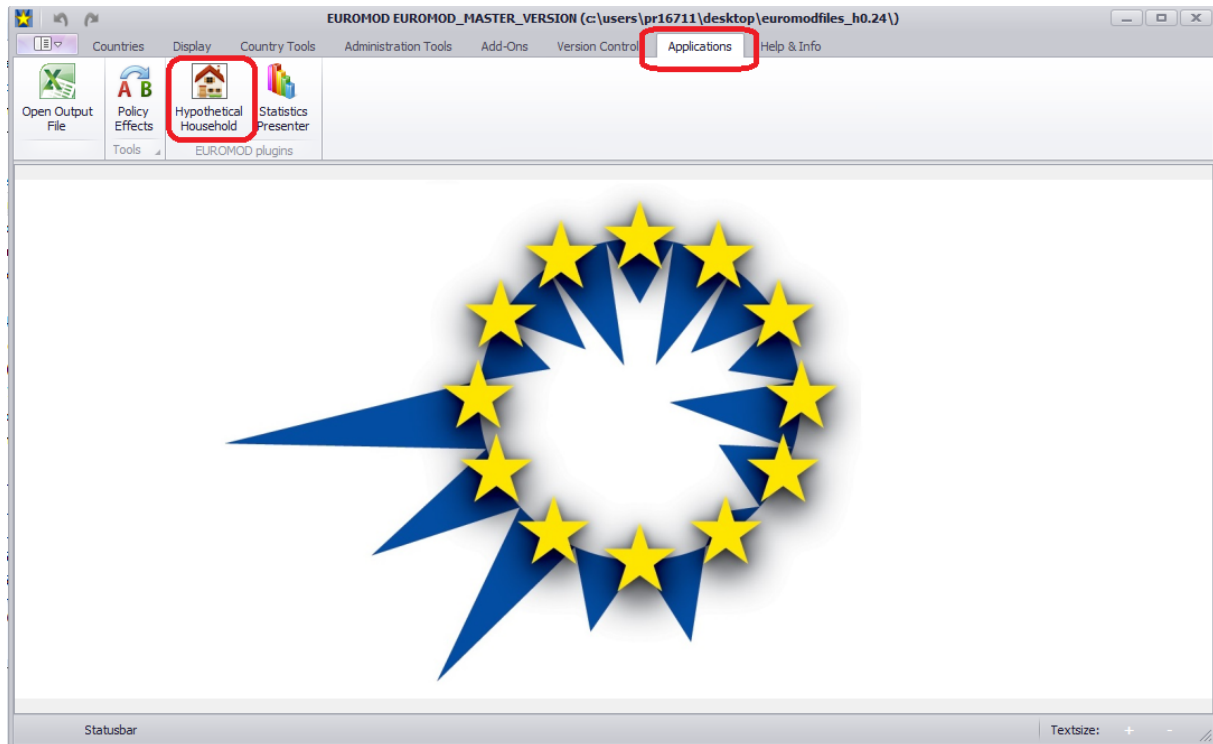 EUROMOD EUROMOD_MASTER_VERSION (c:\users\pr16711\desktop\euromodfiles_h0.24\)
Countries Display Country Tools Administration Tools Add-Ons Version Control Applications Help & Info
Open Output
File
Policy
Effects
Hypothetical
Household
Statistics
Presenter
Tools
EUROMOD plugins
Statusbar
Textsize: + -